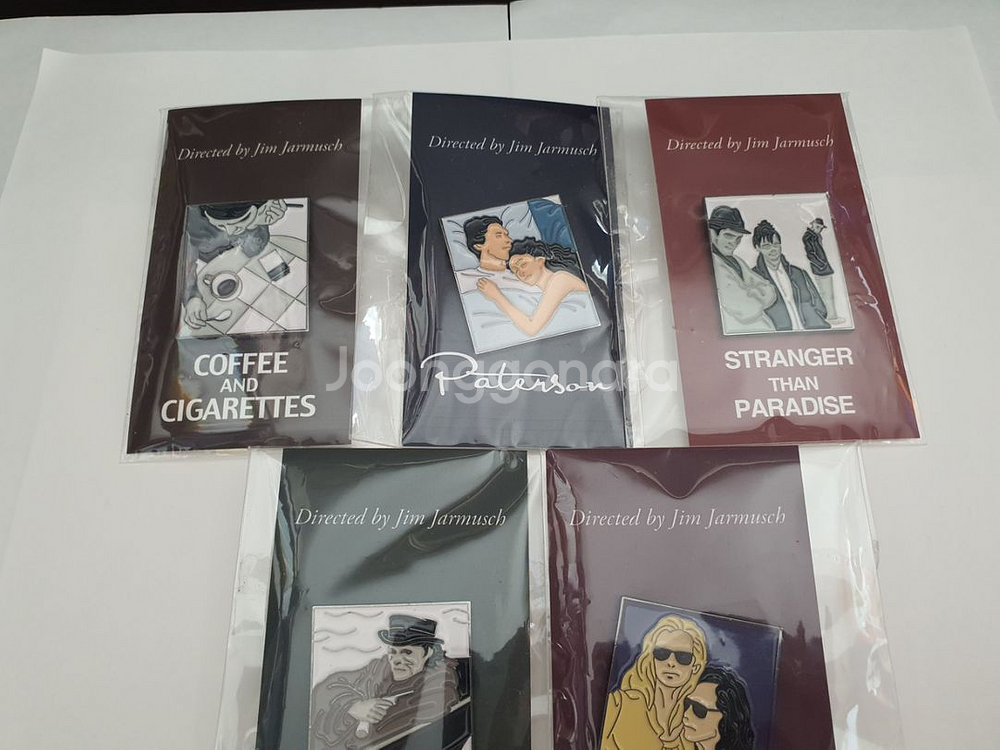 Directed by Jim Jarmusch
COFFEE
AND
CIGARETTES
Directed by Jim Jarmusch
Paterson
Directed by Jim Jarmusch
STRANGER
THAN
PARADISE
Joonggonara
Directed by Jim Jarmusch
Directed by Jim Jarmusch